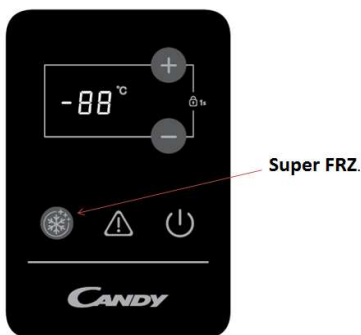 -88 °C
+
1s
−
Super FRZ.
CANDY